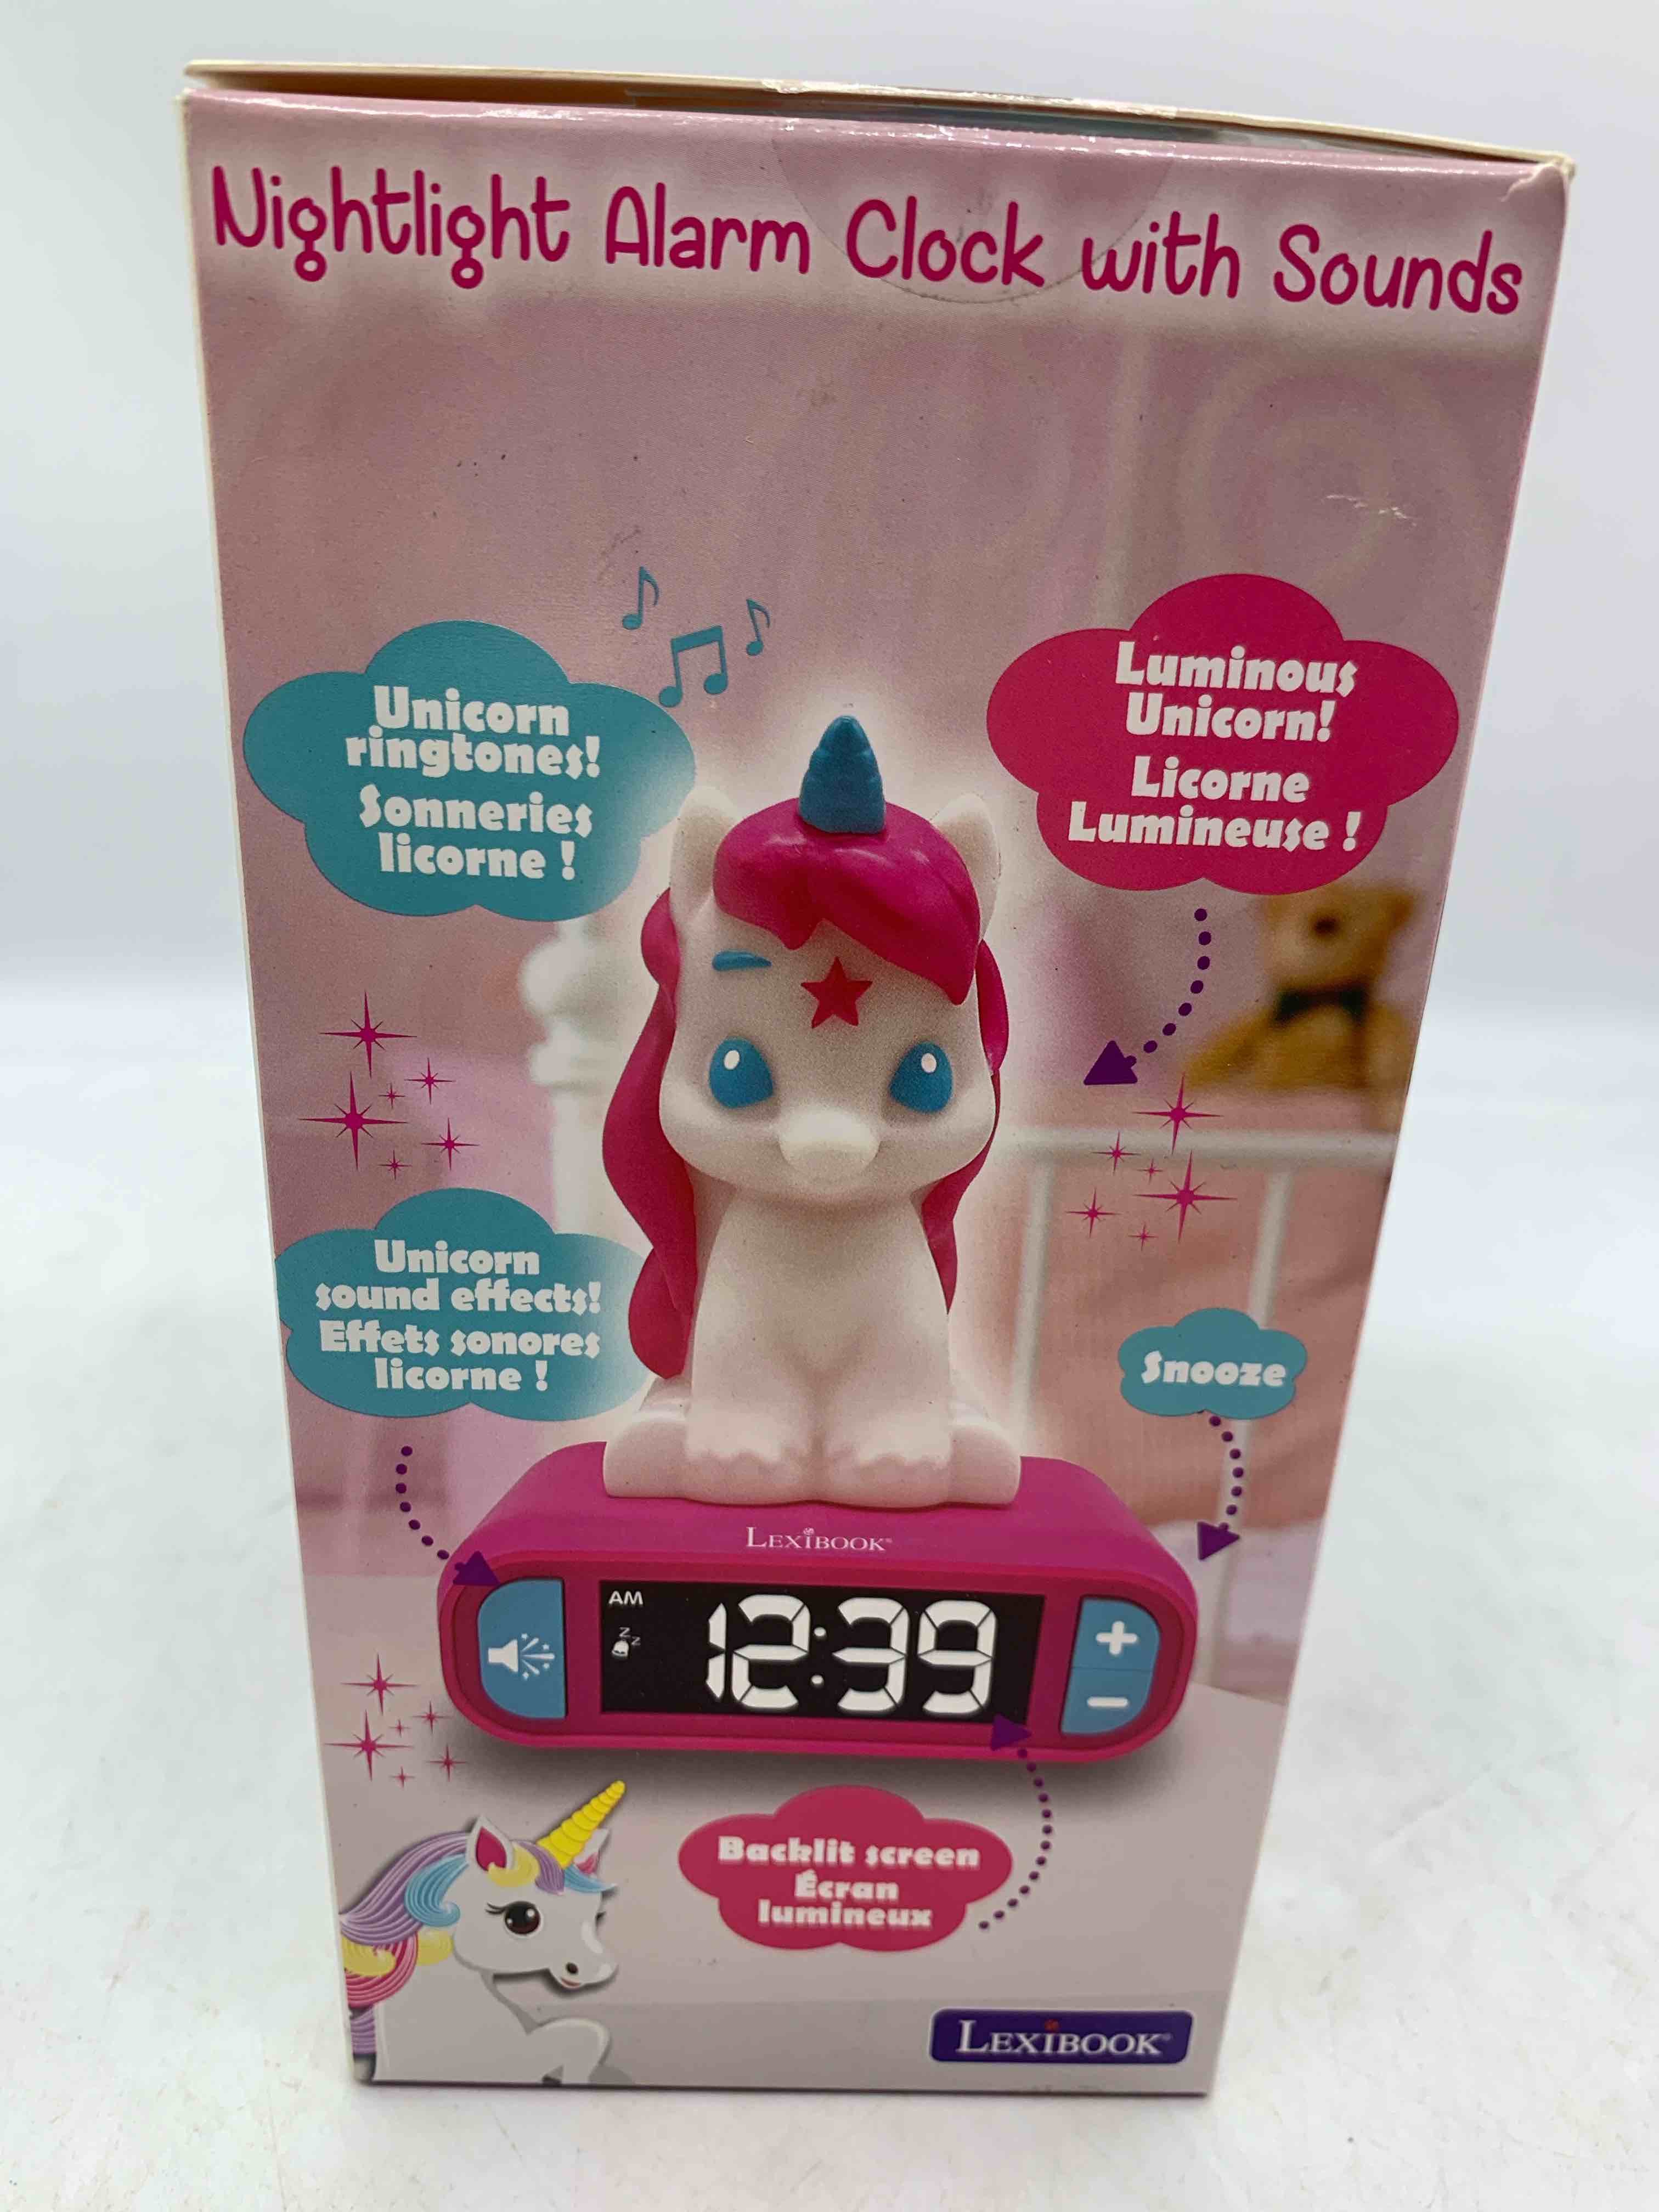 Nightlight Alarm Clock with Sounds
Unicorn
ringtones!
Sonneries
licorne !
Luminous
Unicorn!
Licorne
Lumineuse !
Unicorn
sound effects!
Effets sonores
licorne !
Snooze
LEXIBOOK®
AM
zz
12:39
+
−
Backlit screen
Écran
lumineux
LEXIBOOK®